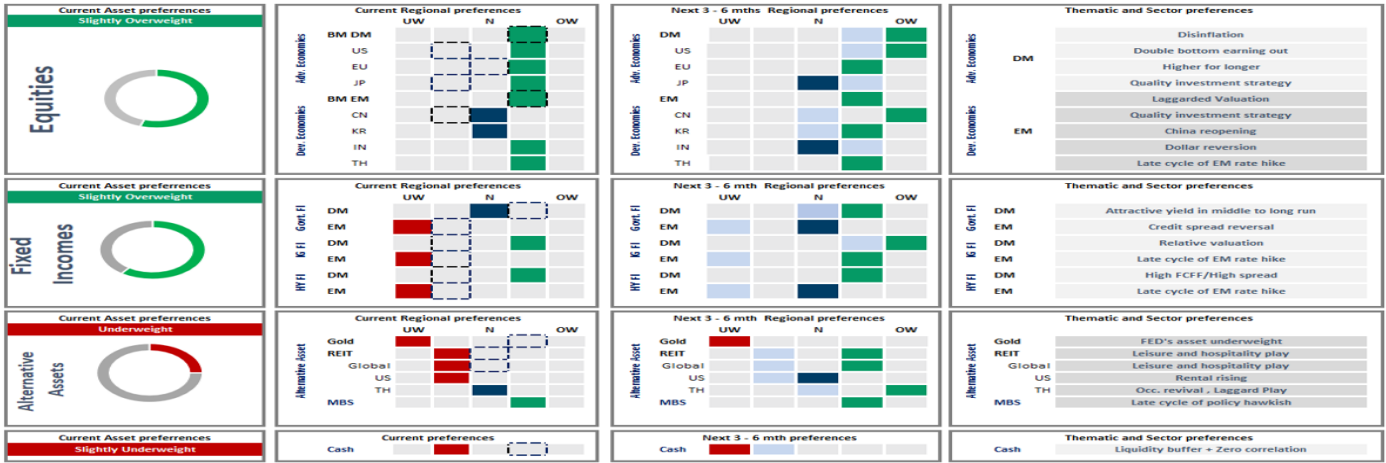 Current Asset preferrences
Slightly Overweight
Equities
Current Regional preferences
UW N OW
Adv. Economies
Dev. Economies
BM DM
US
EU
JP
BM EM
CN
KR
IN
TH
Next 3 - 6 mths Regional preferences
UW N OW
Adv. Economies
Dev. Economies
DM
US
EU
JP
EM
CN
KR
IN
TH
Thematic and Sector preferences
Adv. Economies
Dev. Economies
DM
EM
Disinflation
Double bottom earning out
Higher for longer
Quality investment strategy
Laggarded Valuation
Quality investment strategy
China reopening
Dollar reversion
Late cycle of EM rate hike
Current Asset preferrences
Slightly Overweight
Fixed
Incomes
Current Regional preferences
Govt. FI
IG FI
HY FI
DM
EM
DM
EM
DM
EM
Next 3 - 6 mth Regional preferences
Govt. FI
IG FI
HY FI
DM
EM
DM
EM
DM
EM
Thematic and Sector preferences
Govt. FI
IG FI
HY FI
DM Attractive yield in middle to long run
EM Credit spread reversal
DM Relative valuation
EM Late cycle of EM rate hike
DM High FCFF/High spread
EM Late cycle of EM rate hike
Current Asset preferrences
Underweight
Alternative
Assets
Current Regional preferences
UW N OW
Alternative Asset
Gold
REIT
Global
US
TH
MBS
Next 3 - 6 mth Regional preferences
UW N OW
Alternative Asset
Gold
REIT
Global
US
TH
MBS
Thematic and Sector preferences
Alternative Asset
Gold FED's asset underweight
REIT Leisure and hospitality play
Global Leisure and hospitality play
US Rental rising
TH Occ. revival , Laggard Play
MBS Late cycle of policy hawkish
Current Asset preferrences
Slightly Underweight
Current preferences
Cash
Next 3 - 6 mth preferences
Cash
Thematic and Sector preferences
Cash Liquidity buffer + Zero correlation